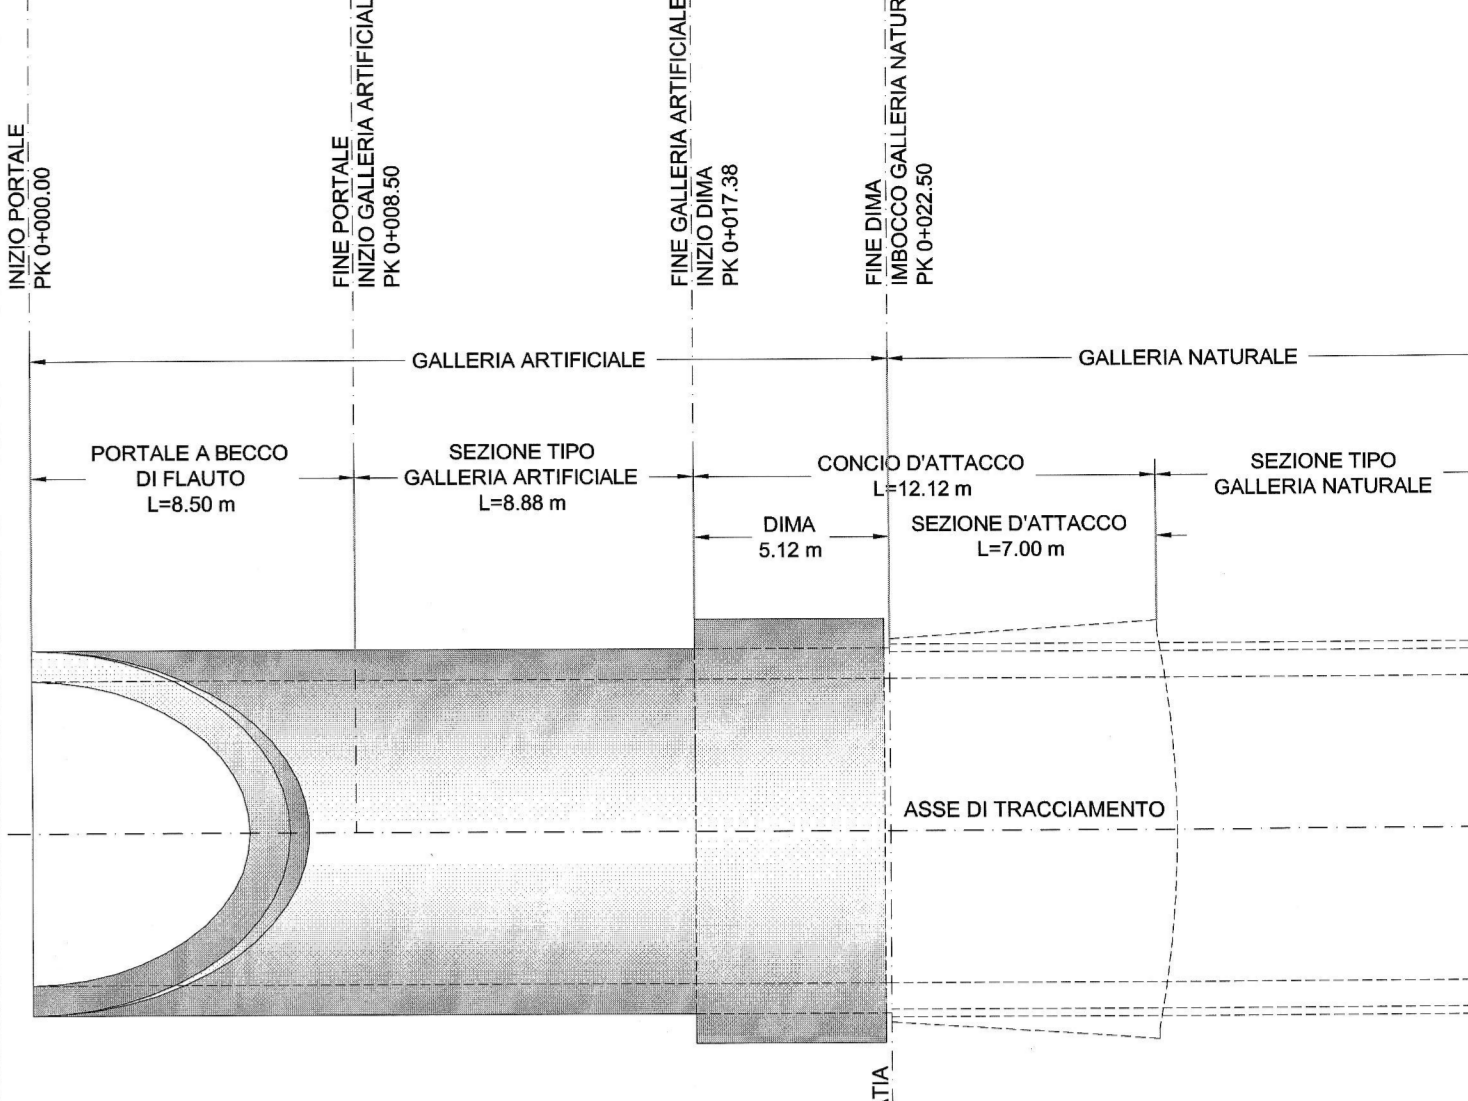 INIZIO PORTALE
PK 0+000.00
FINE PORTALE
INIZIO GALLERIA ARTIFICIAL
PK 0+008.50
FINE GALLERIA ARTIFICIALE
INIZIO DIMA
PK 0+017.38
FINE DIMA
IMBOCCO GALLERIA NATUR
PK 0+022.50
GALLERIA ARTIFICIALE
GALLERIA NATURALE
PORTALE A BECCO
DI FLAUTO
L=8.50 m
SEZIONE TIPO
GALLERIA ARTIFICIALE
L=8.88 m
CONCIO D'ATTACCO
L=12.12 m
SEZIONE TIPO
GALLERIA NATURALE
DIMA
5.12 m
SEZIONE D'ATTACCO
L=7.00 m
ASSE DI TRACCIAMENTO
ATIA